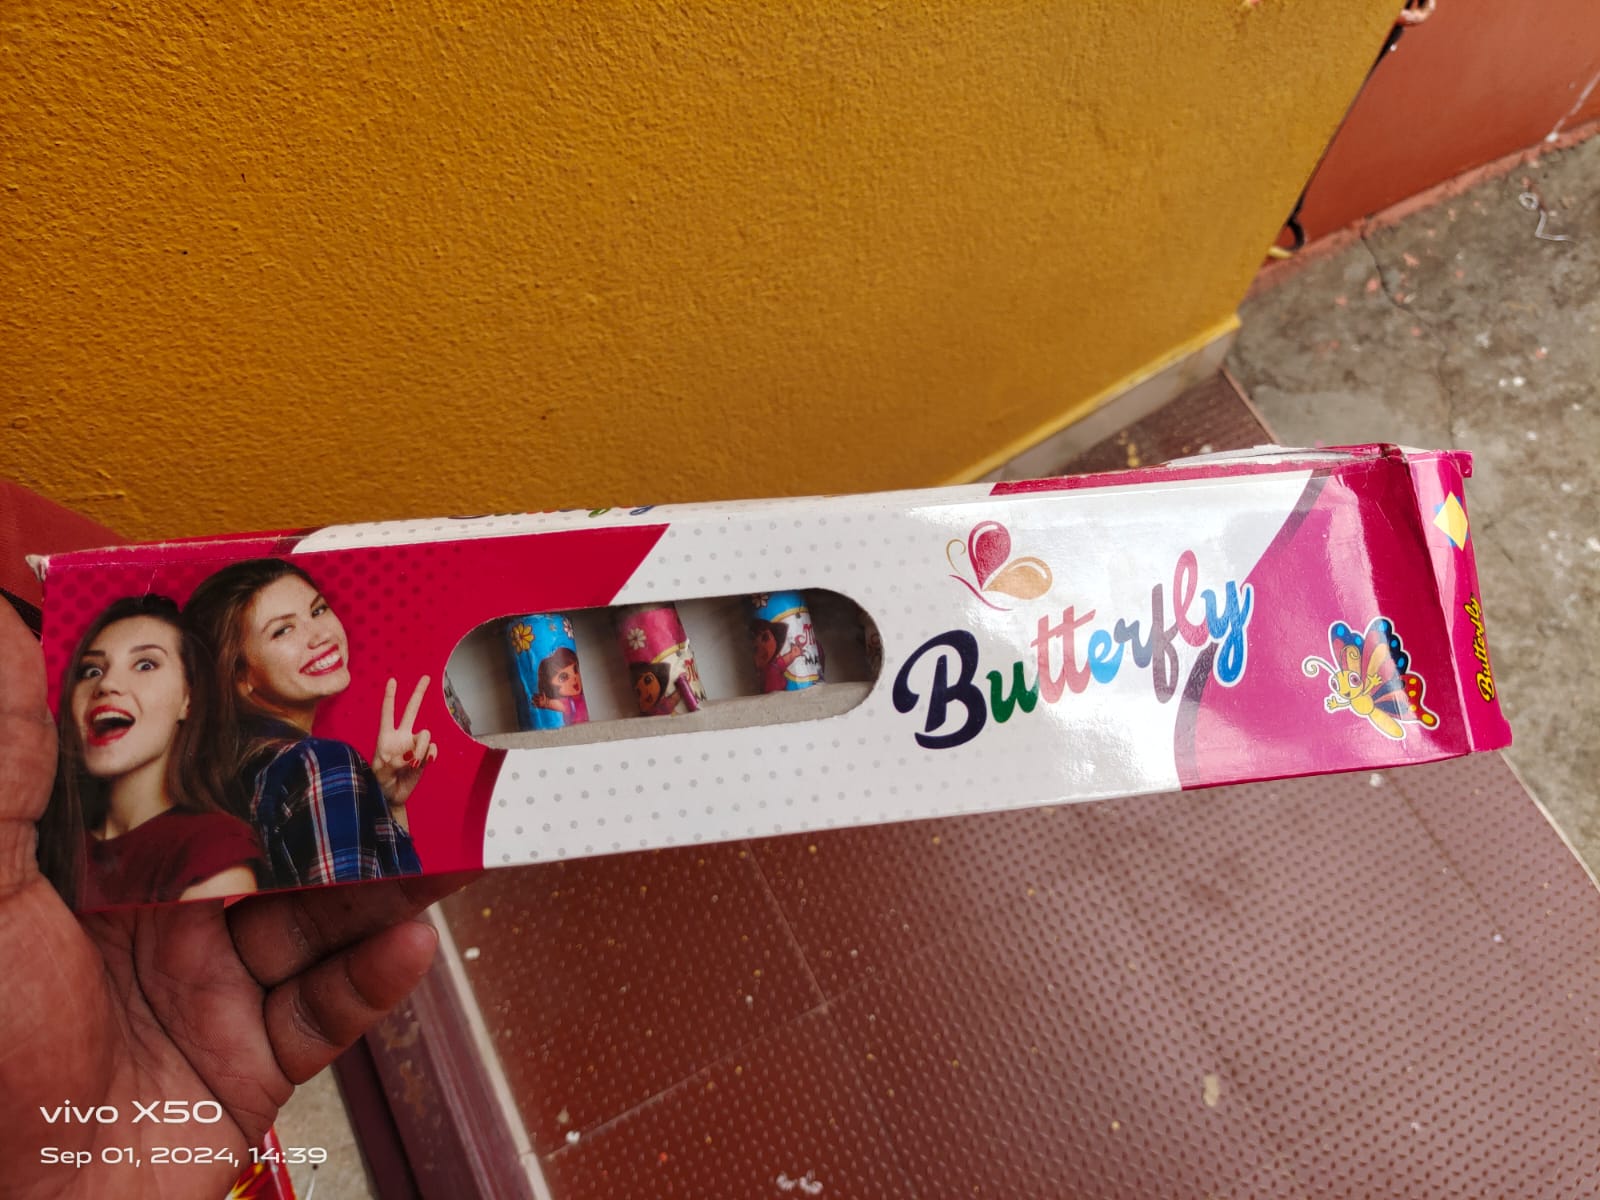 Butterfly
Butterfly
vivo X50
Sep 01, 2024, 14:39